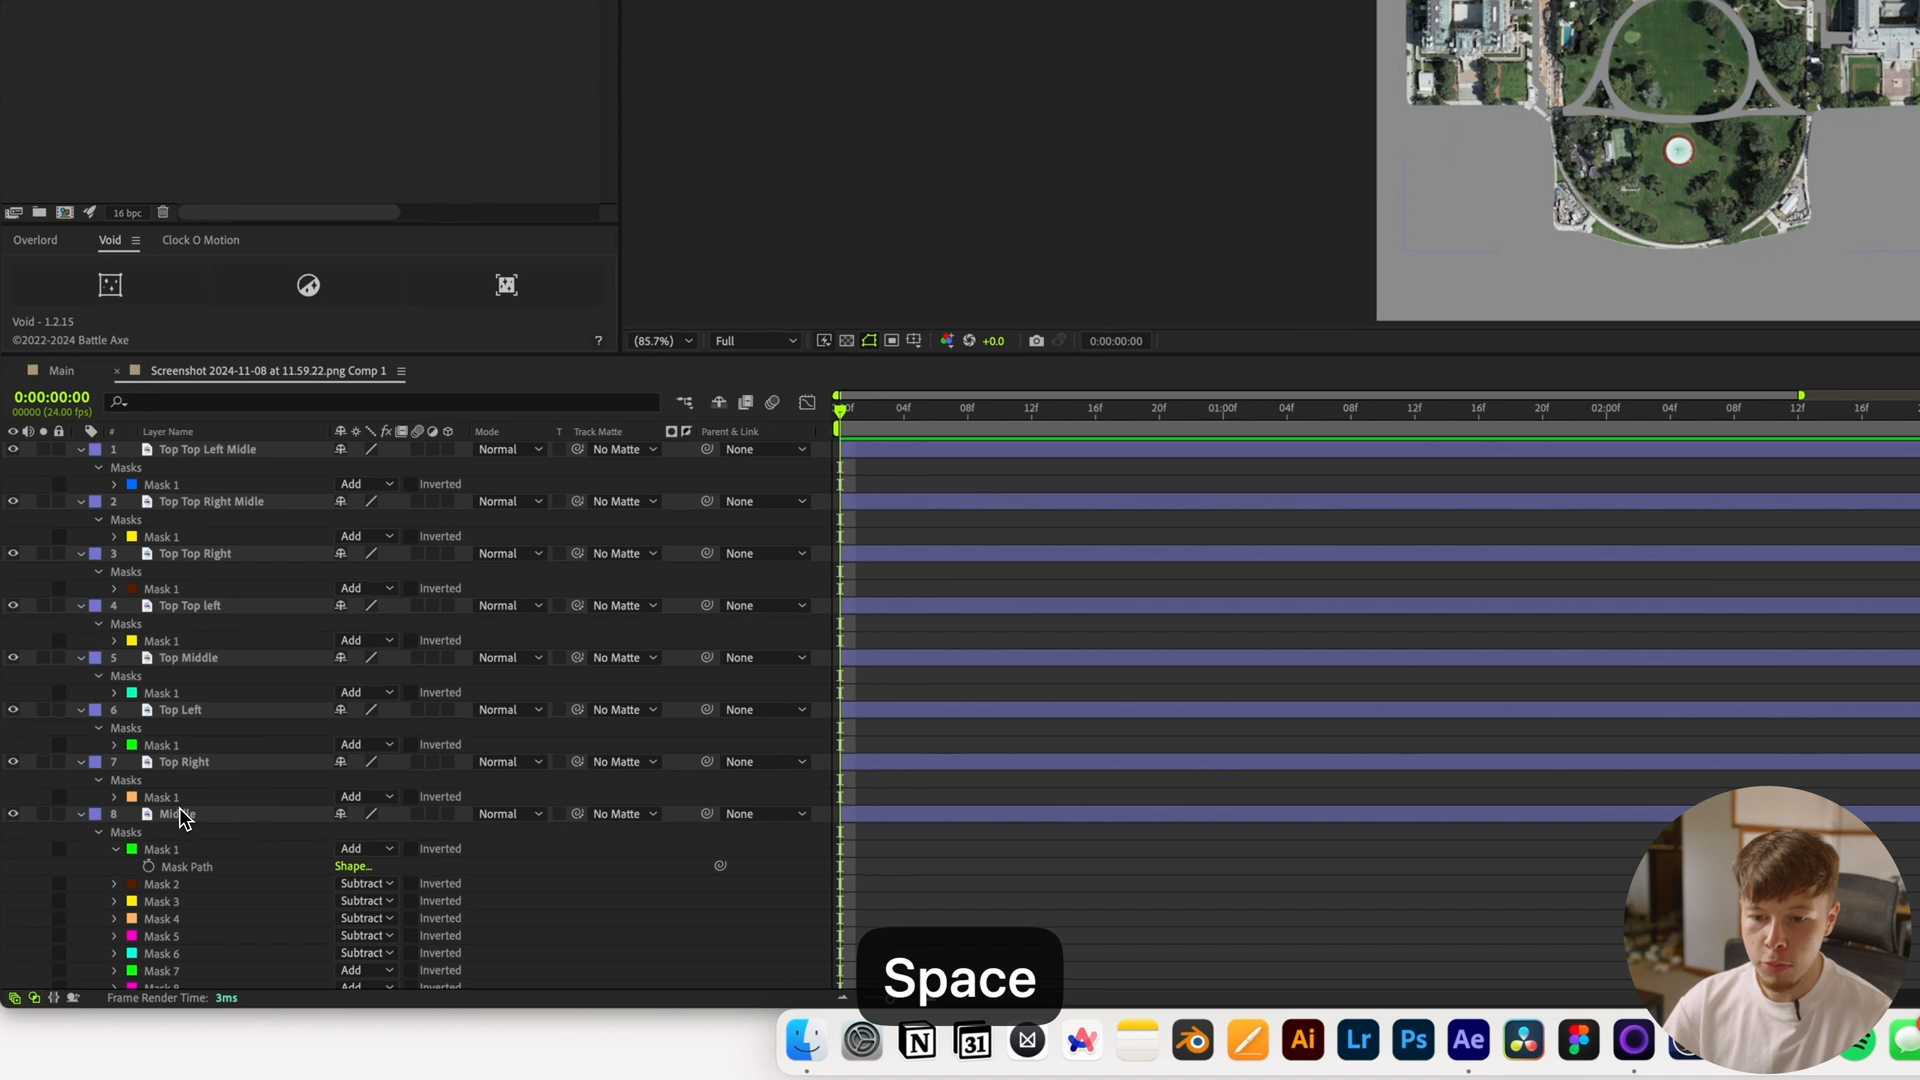 16 bpc
Overlord
Void
Clock O Motion
Void - 1.2.15
©2022-2024 Battle Axe
?
(85.7%)
Full
+0.0
0:00:00:00
Main
Screenshot 2024-11-08 at 11.59.22.png Comp 1
0:00:00:00
00000 (24.00 fps)
04f 08f 12f 16f 20f 01:00f 04f 08f 12f 16f 20f 02:00f 04f 08f 12f 16f
# Layer Name Mode T Track Matte Parent & Link
1 Top Top Left Midle Normal No Matte None
Masks
Mask 1 Add Inverted
2 Top Top Right Midle Normal No Matte None
Masks
Mask 1 Add Inverted
3 Top Top Right Normal No Matte None
Masks
Mask 1 Add Inverted
4 Top Top left Normal No Matte None
Masks
Mask 1 Add Inverted
5 Top Middle Normal No Matte None
Masks
Mask 1 Add Inverted
6 Top Left Normal No Matte None
Masks
Mask 1 Add Inverted
7 Top Right Normal No Matte None
Masks
Mask 1 Add Inverted
8 Normal No Matte None
Masks
Mask 1 Add Inverted
Mask Path Shape...
Mask 2 Subtract Inverted
Mask 3 Subtract Inverted
Mask 4 Subtract Inverted
Mask 5 Subtract Inverted
Mask 6 Subtract Inverted
Mask 7 Add Inverted
Frame Render Time: 3ms
Space
N
31
Ai
Lr
Ps
Ae